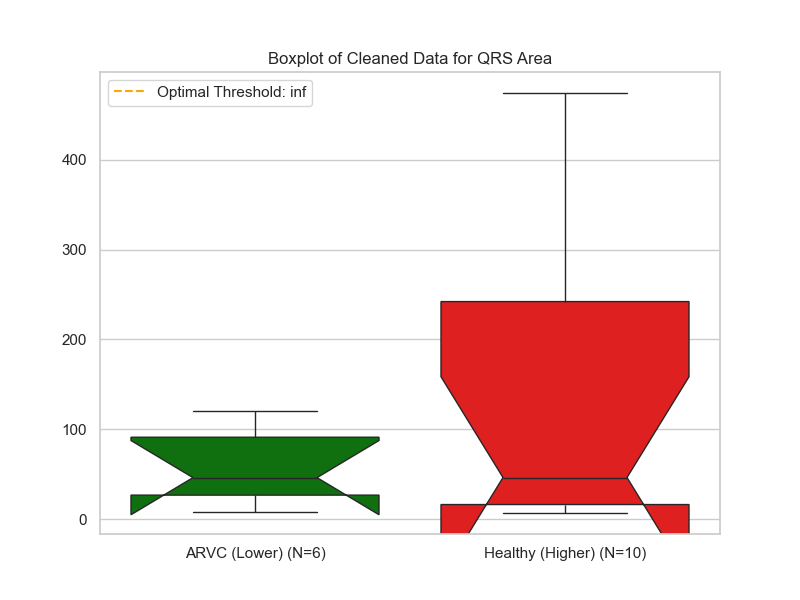 Boxplot of Cleaned Data for QRS Area
Optimal Threshold: inf
400
300
200
100
0
ARVC (Lower) (N=6)
Healthy (Higher) (N=10)